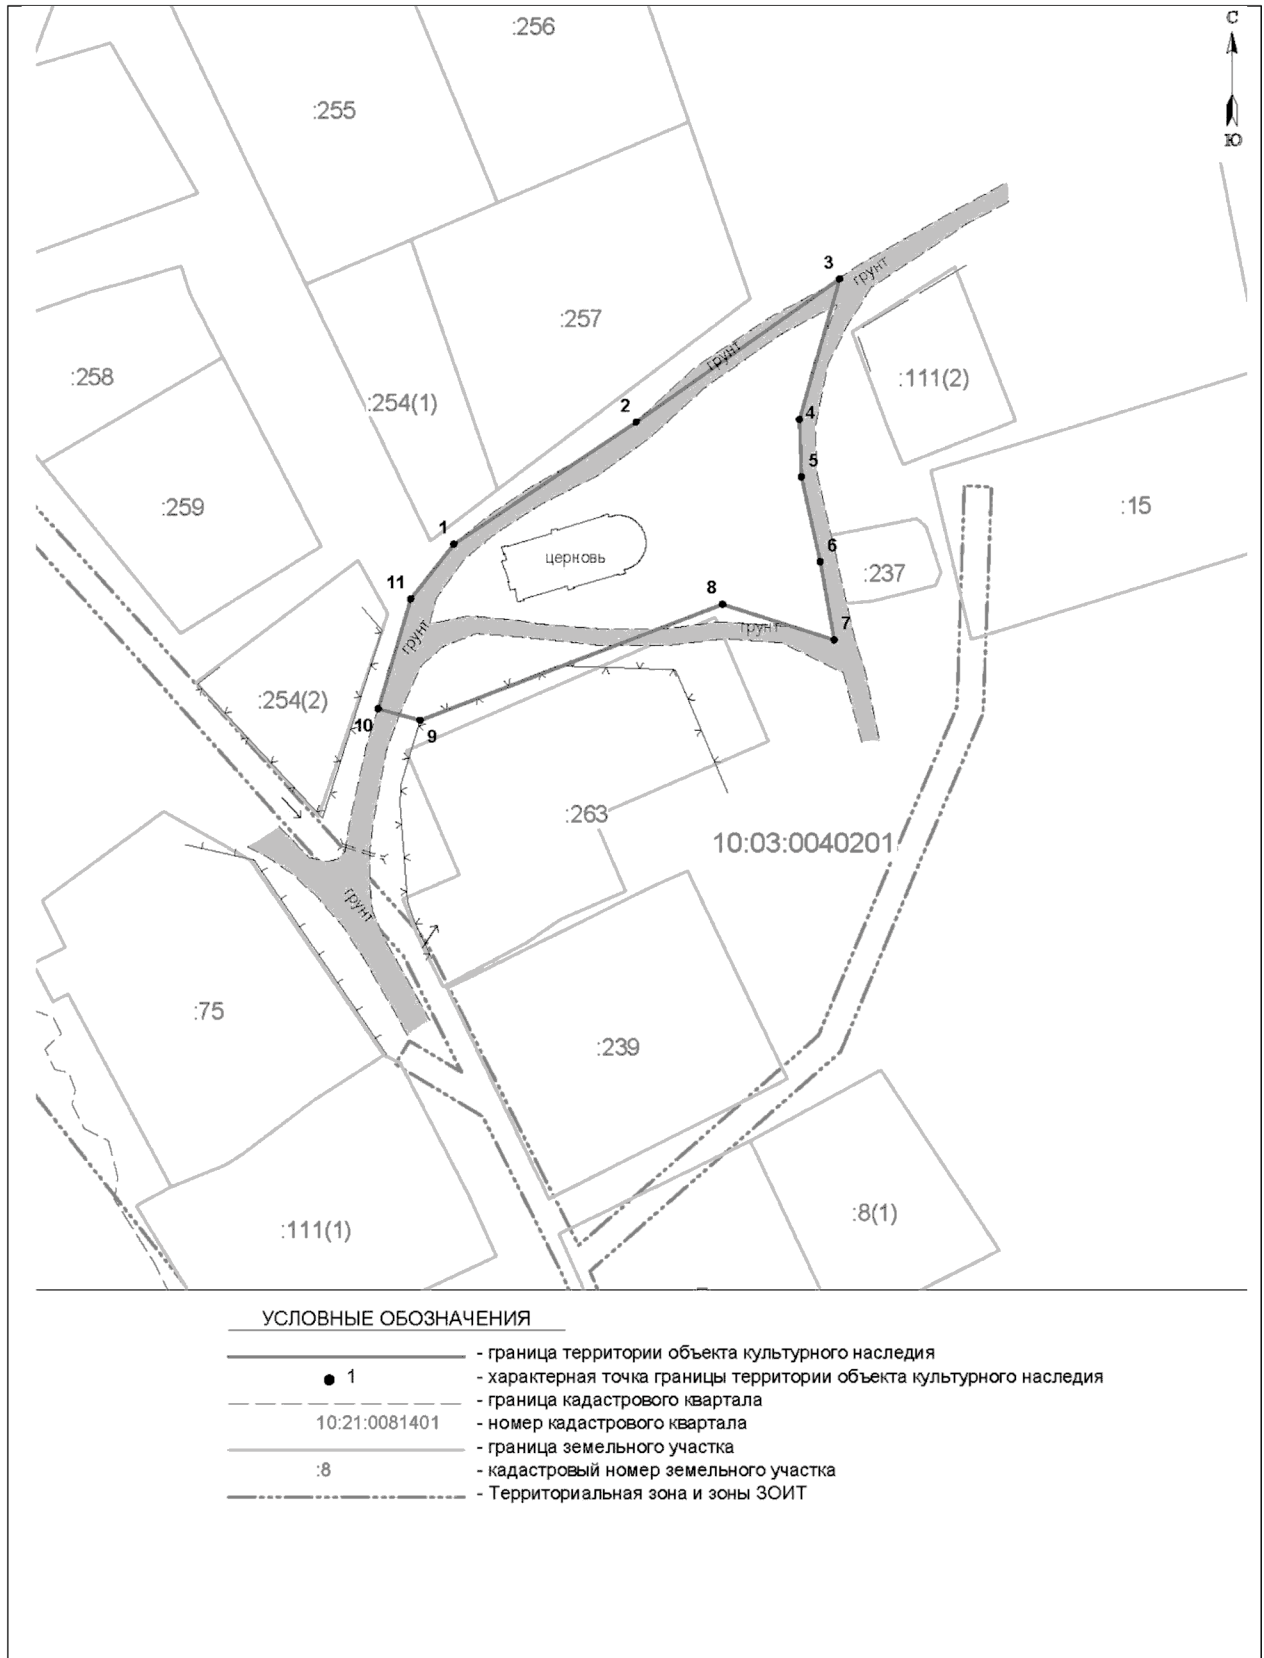 :256
С
:255
Ю
3
грунт
:257
грунт
:258
:111(2)
:254(1)
2
4
5
:259
:15
1
церковь
6
:237
11
8
7
грунт
грунт
:254(2)
10
9
:263
10:03:0040201
грунт
:75
:239
:8(1)
:111(1)
УСЛОВНЫЕ ОБОЗНАЧЕНИЯ
- граница территории объекта культурного наследия
1 - характерная точка границы территории объекта культурного наследия
- граница кадастрового квартала
10:21:0081401 - номер кадастрового квартала
- граница земельного участка
:8 - кадастровый номер земельного участка
- Территориальная зона и зоны ЗОИТ